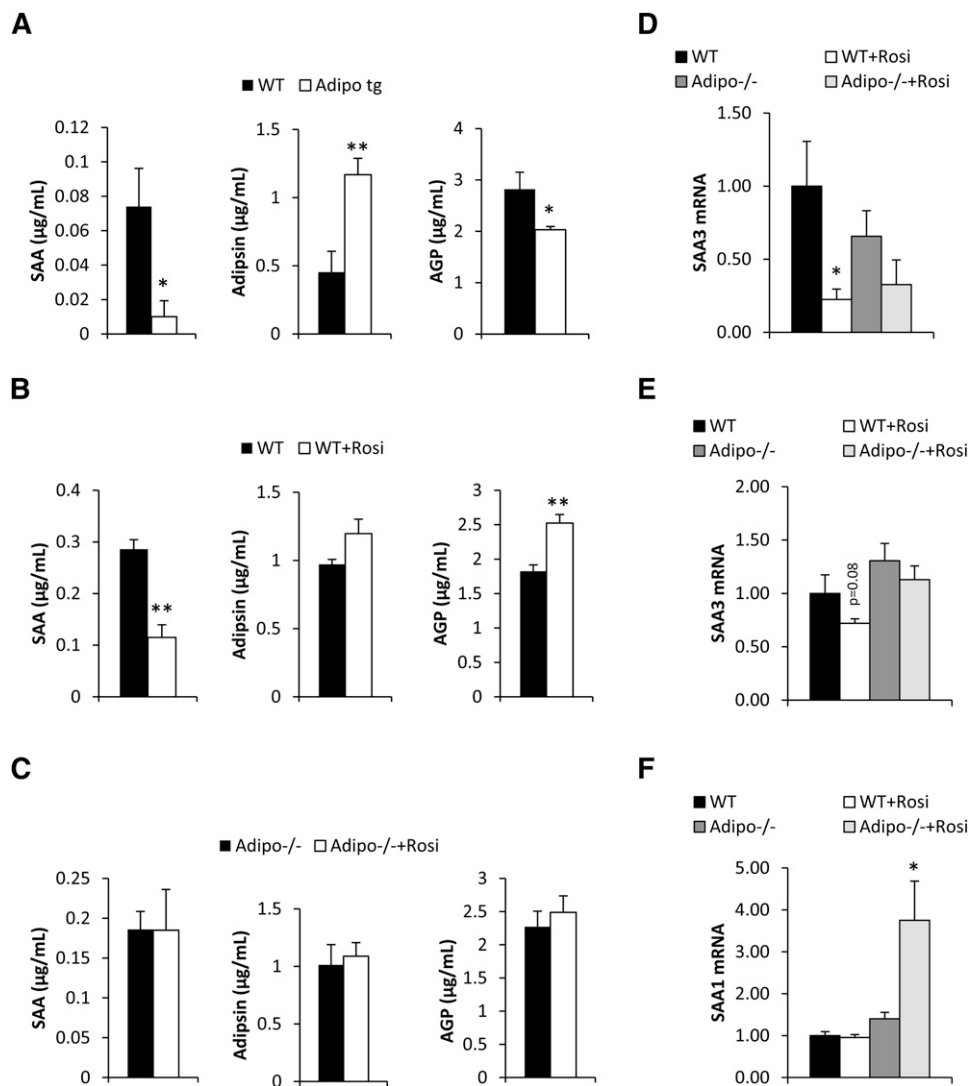 A
WT Adipo tg
SAA (µg/mL)
0.12
0.1
0.08
0.06
0.04
0.02
0
*
Adipsin (µg/mL)
1.5
1
0.5
0
**
AGP (µg/mL)
4
3
2
1
0
*
B
WT WT+Rosi
SAA (µg/mL)
0.4
0.3
0.2
0.1
0
**
Adipsin (µg/mL)
1.5
1
0.5
0
AGP (µg/mL)
3
2.5
2
1.5
1
0.5
0
**
C
Adipo-/- Adipo-/-+Rosi
SAA (µg/mL)
0.25
0.2
0.15
0.1
0.05
0
Adipsin (µg/mL)
1.5
1
0.5
0
AGP (µg/mL)
3
2.5
2
1.5
1
0.5
0
D
WT WT+Rosi
Adipo-/- Adipo-/-+Rosi
SAA3 mRNA
1.50
1.00
0.50
0.00
*
E
WT WT+Rosi
Adipo-/- Adipo-/-+Rosi
SAA3 mRNA
2.00
1.50
1.00
0.50
0.00
p=0.08
F
WT WT+Rosi
Adipo-/- Adipo-/-+Rosi
SAA1 mRNA
5.00
4.00
3.00
2.00
1.00
0.00
*